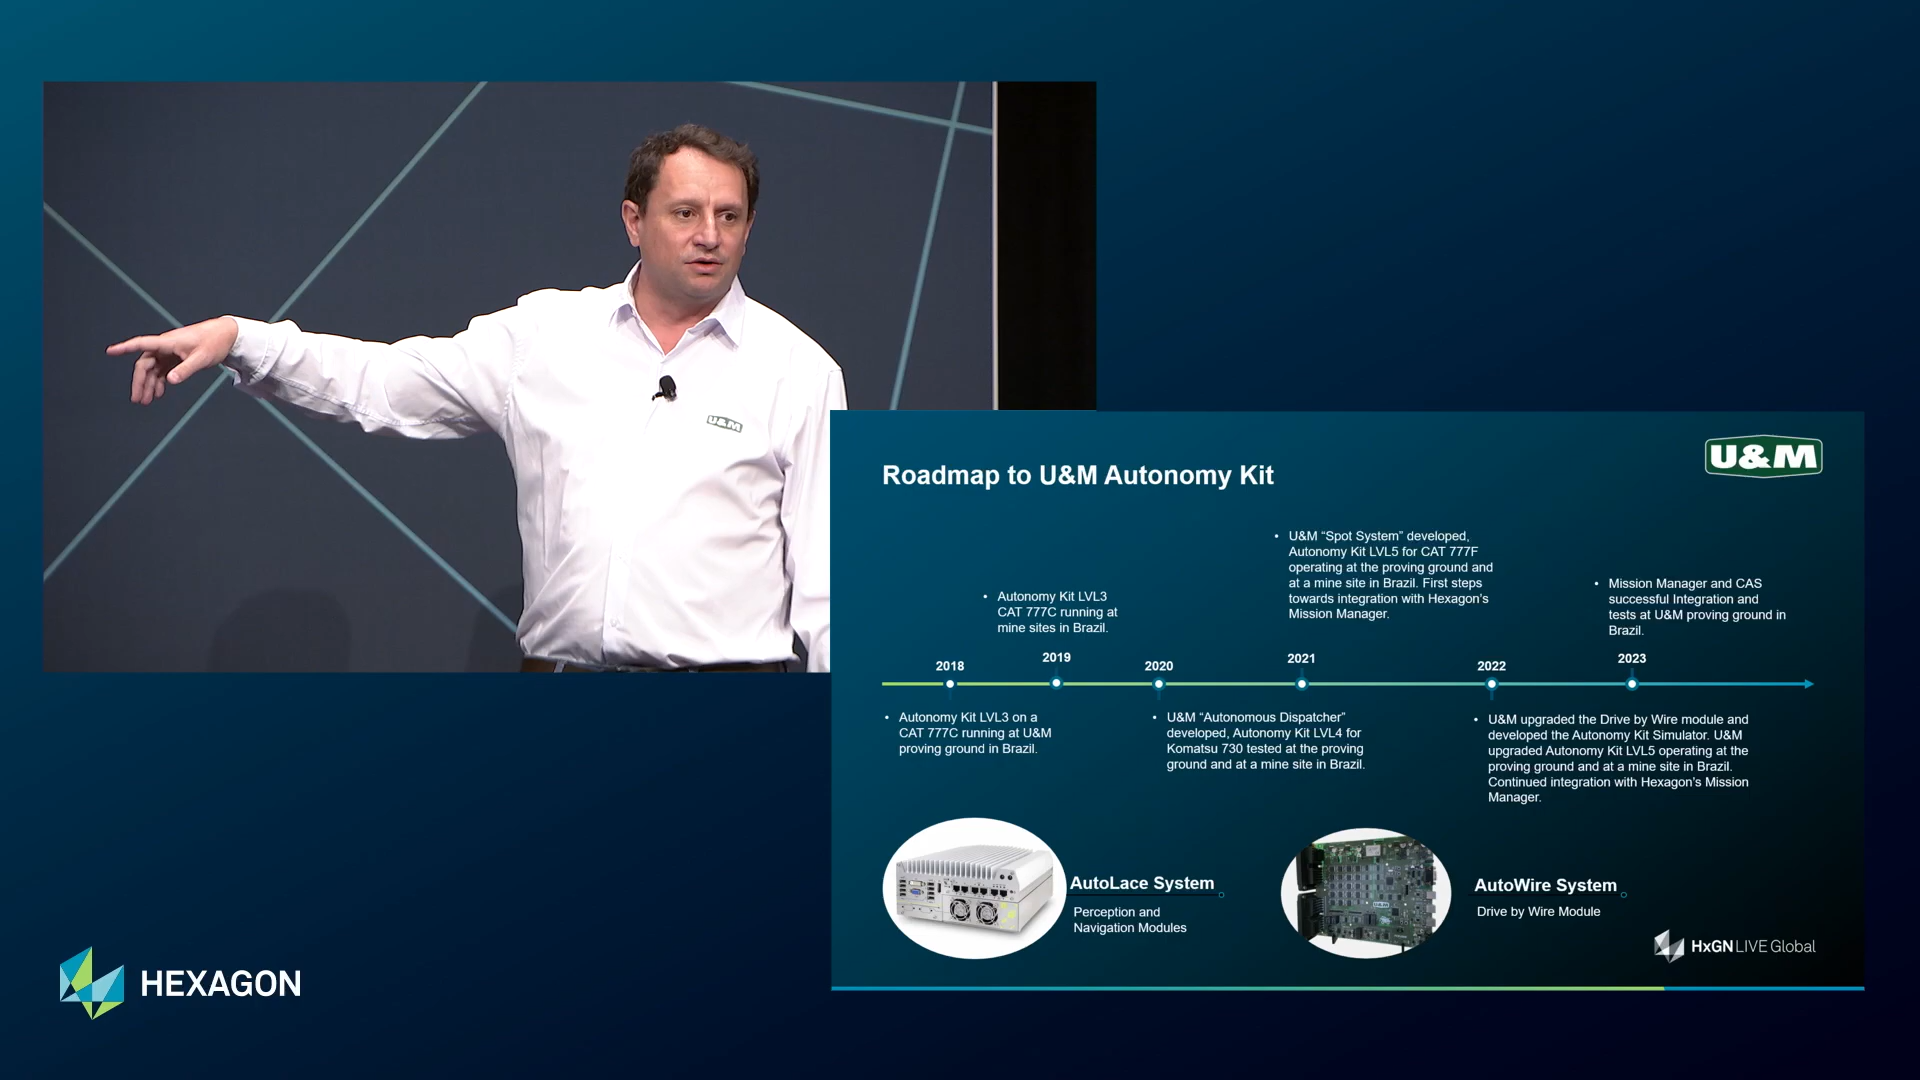 U&M
U&M
Roadmap to U&M Autonomy Kit
• U&M “Spot System” developed,
Autonomy Kit LVL5 for CAT 777F
operating at the proving ground and
at a mine site in Brazil. First steps
towards integration with Hexagon’s
Mission Manager.
• Autonomy Kit LVL3
CAT 777C running at
mine sites in Brazil.
• Mission Manager and CAS
successful Integration and
tests at U&M proving ground in
Brazil.
2018
2019
2020
2021
2022
2023
• Autonomy Kit LVL3 on a
CAT 777C running at U&M
proving ground in Brazil.
• U&M “Autonomous Dispatcher”
developed, Autonomy Kit LVL4 for
Komatsu 730 tested at the proving
ground and at a mine site in Brazil.
• U&M upgraded the Drive by Wire module and
developed the Autonomy Kit Simulator. U&M
upgraded Autonomy Kit LVL5 operating at the
proving ground and at a mine site in Brazil.
Continued integration with Hexagon’s Mission
Manager.
AutoLace System
Perception and
Navigation Modules
U&M
AutoWire System
Drive by Wire Module
HxGN LIVE Global
HEXAGON